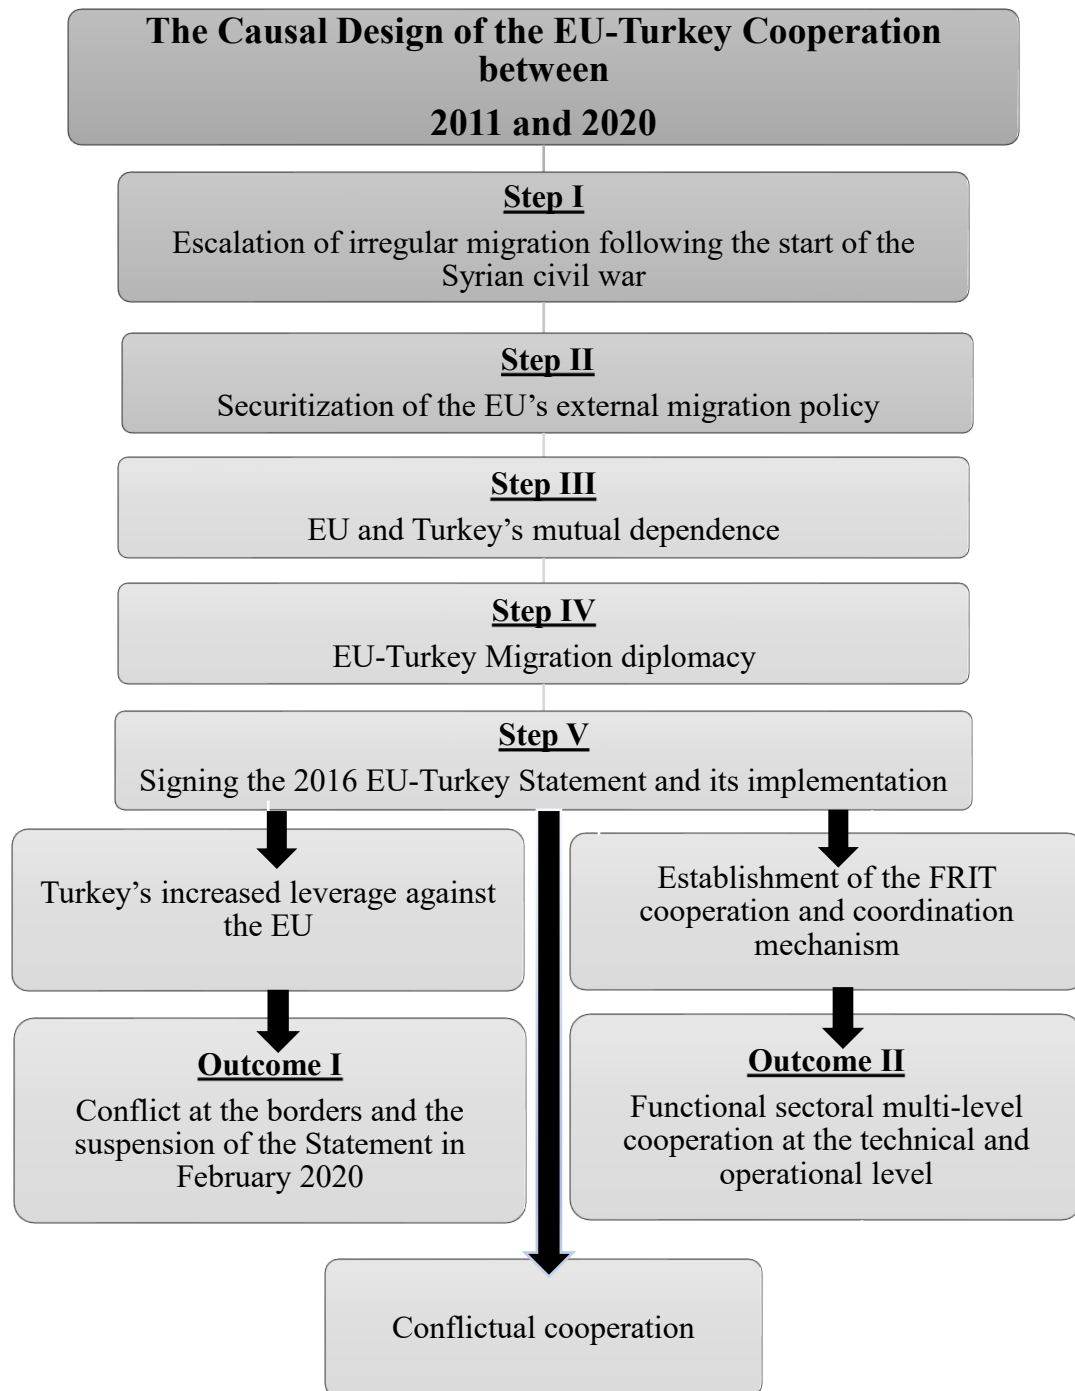 The Causal Design of the EU-Turkey Cooperation
between
2011 and 2020
Step I
Escalation of irregular migration following the start of the
Syrian civil war
Step II
Securitization of the EU’s external migration policy
Step III
EU and Turkey’s mutual dependence
Step IV
EU-Turkey Migration diplomacy
Step V
Signing the 2016 EU-Turkey Statement and its implementation
Turkey’s increased leverage against
the EU
Establishment of the FRIT
cooperation and coordination
mechanism
Outcome I
Conflict at the borders and the
suspension of the Statement in
February 2020
Outcome II
Functional sectoral multi-level
cooperation at the technical and
operational level
Conflictual cooperation